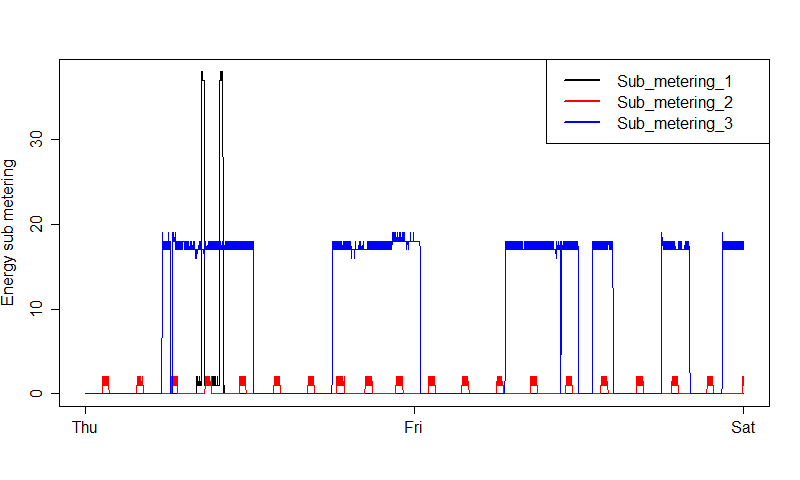 Sub_metering_1
Sub_metering_2
Sub_metering_3
Energy sub metering
30
20
10
0
Thu
Fri
Sat